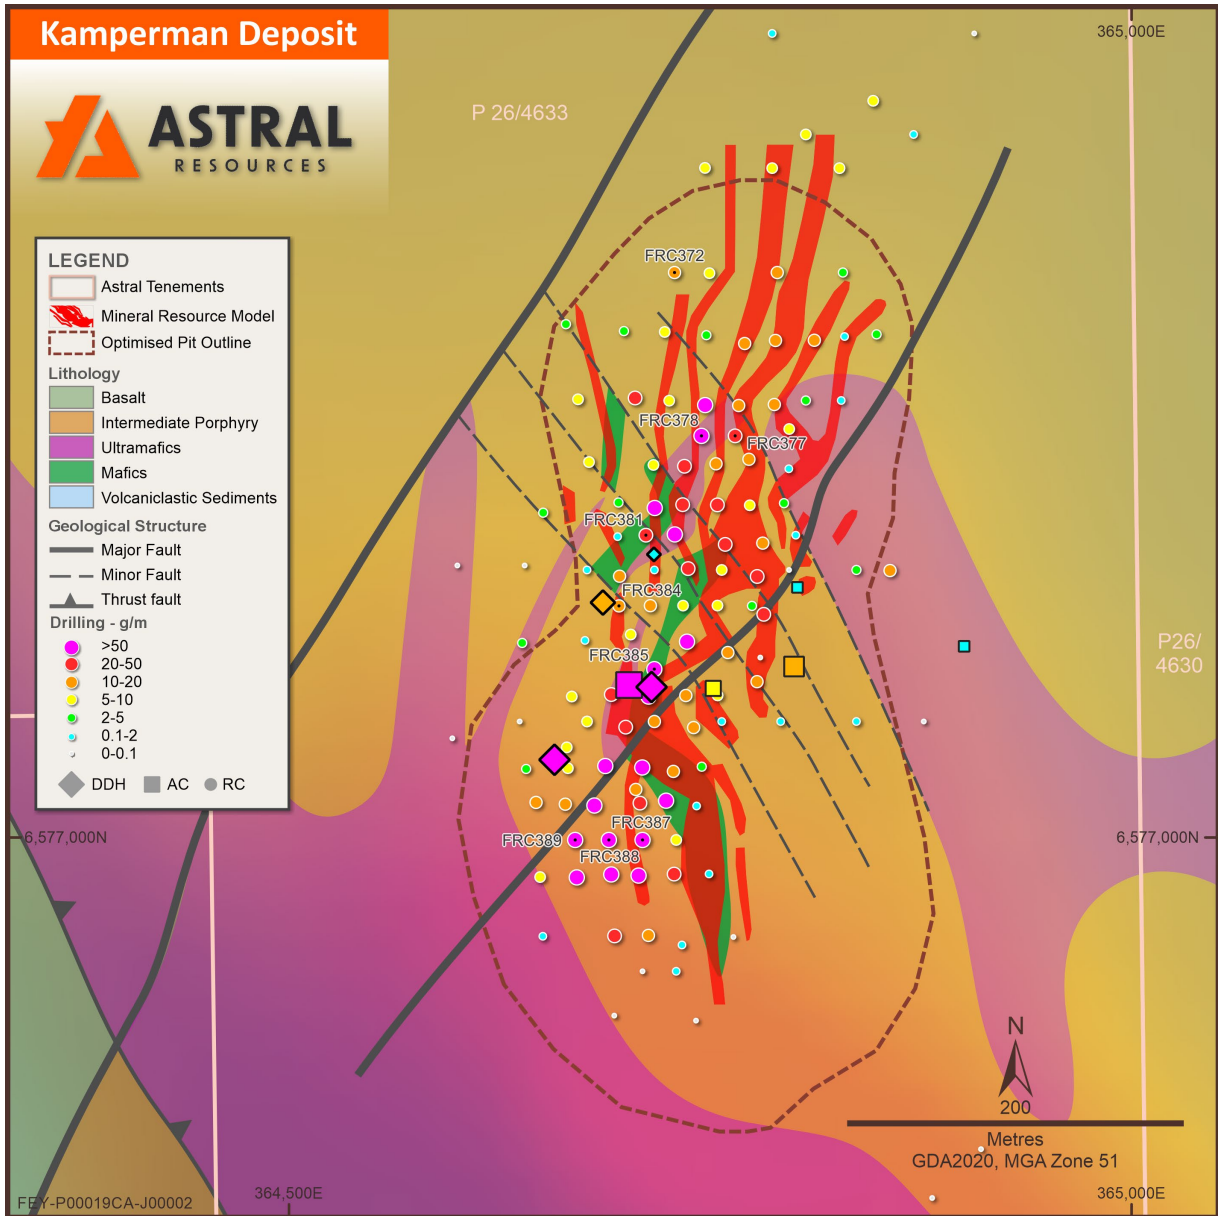 Kamperman Deposit
ASTRAL
RESOURCES
365,000E
P 26/4633
LEGEND
Astral Tenements
Mineral Resource Model
Optimised Pit Outline
Lithology
Basalt
Intermediate Porphyry
Ultramafics
Mafics
Volcaniclastic Sediments
Geological Structure
Major Fault
Minor Fault
Thrust fault
Drilling - g/m
>50
20-50
10-20
5-10
2-5
0.1-2
0-0.1
DDH AC RC
FRC372
FRC378
FRC377
FRC381
FRC384
FRC385
FRC387
FRC389
FRC388
P26/
4630
6,577,000N
6,577,000N
N
200
Metres
GDA2020, MGA Zone 51
FEY-P00019CA-J00002
364,500E
365,000E